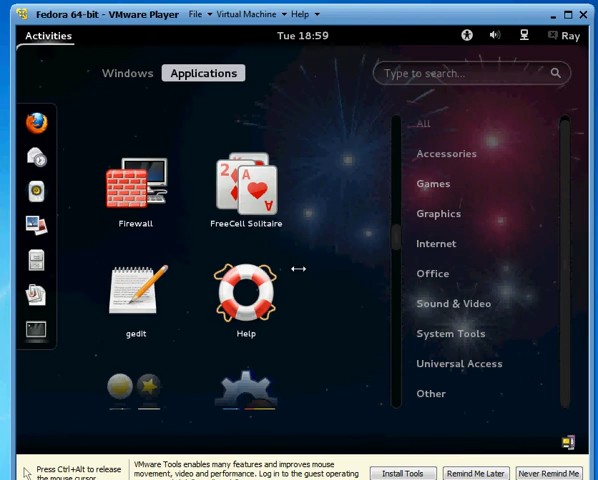 Fedora 64-bit - VMware Player File Virtual Machine Help
Activities Tue 18:59 Ray
Windows Applications Type to search...
All
Accessories
Games
Graphics
Internet
Office
Sound & Video
System Tools
Universal Access
Other
Firewall FreeCell Solitaire
2 A
gedit Help
Press Ctrl+Alt to release
the mouse cursor
VMware Tools enables many features and improves mouse
movement, video and performance. Log in to the guest operating
Install Tools Remind Me Later Never Remind Me